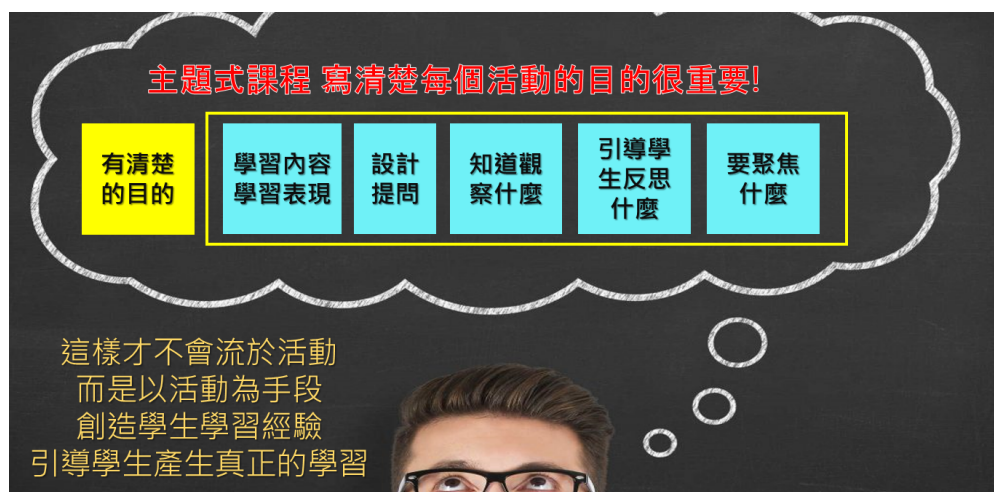 主題式課程 寫清楚每個活動的目的很重要!
有清楚
的目的
學習內容
學習表現
設計
提問
知道觀
察什麼
引導學
生反思
什麼
要聚焦
什麼
這樣才不會流於活動
而是以活動為手段
創造學生學習經驗
引導學生產生真正的學習